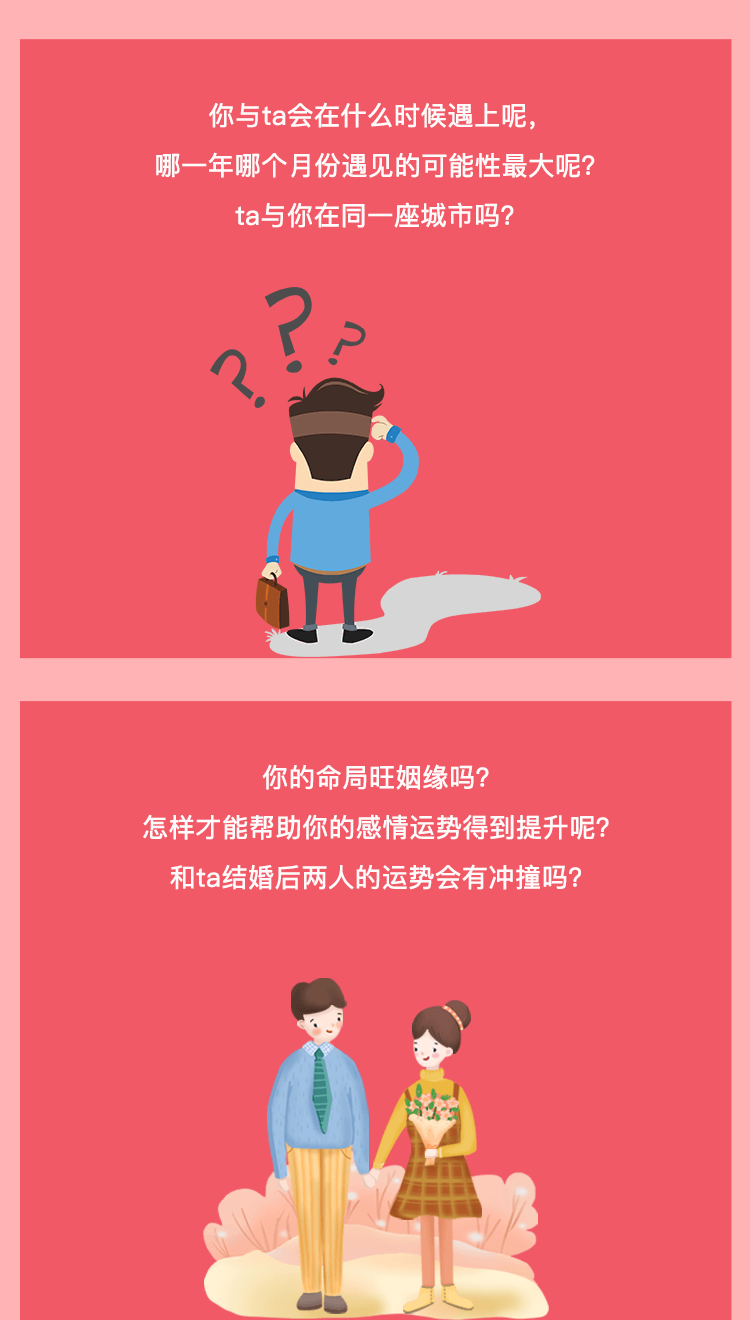 你与ta会在什么时候遇上呢，
哪一年哪个月份遇见的可能性最大呢？
ta与你在同一座城市吗？
? ? ?
你的命局旺姻缘吗？
怎样才能帮助你的感情运势得到提升呢？
和ta结婚后两人的运势会有冲撞吗？